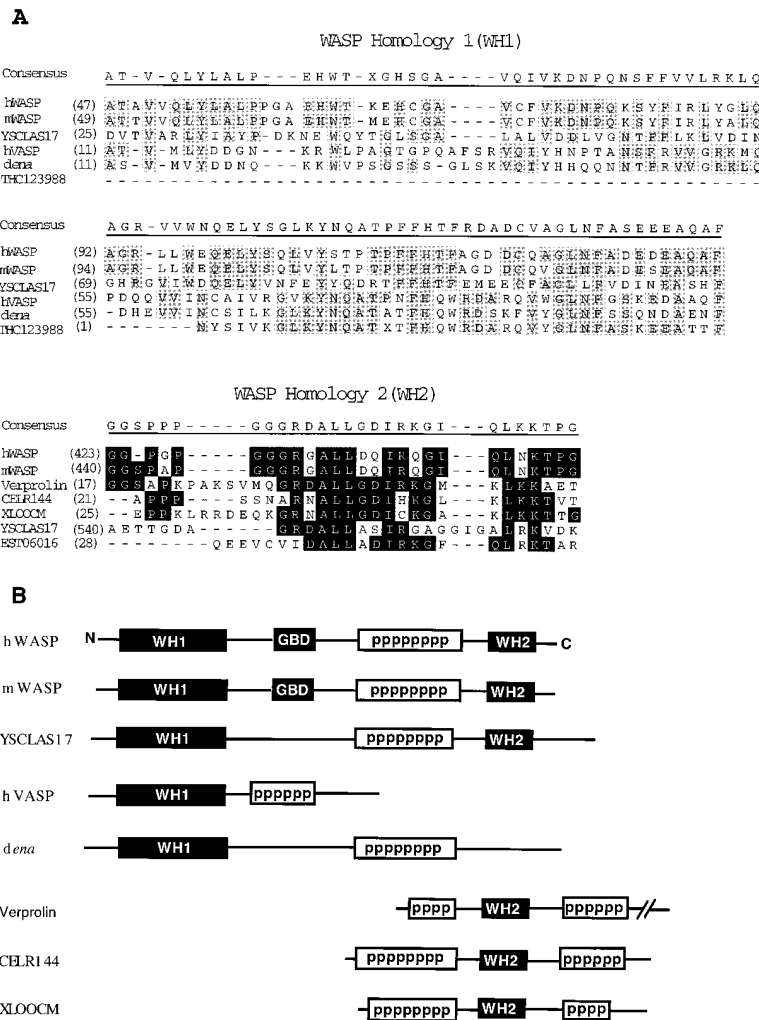 A
WASP Homology 1(WH1)
Consensus A T - V - Q L Y L A L P - - - E H W T - X G H S G A - - - V Q I V K D N P Q N S F F V V L R K L Q
hWASP (47) A T A V V Q L Y L A L P P G A E H W T - K E H C G A - - - V C F V K D N P Q K S Y F I R L Y G L Q
mWASP (49) A T T V V Q L Y L A L P P G A E H W T - M E H C G A - - - V C F V K D N P Q K S Y F I R L Y A L Q
YSCLAS17 (25) D V T V A R L Y I A Y P - D K N E W Q Y T G L S G A - - - L A L V D D L V G N T F F L K L V D I N
hVASP (11) A T - V - M L Y D D G N - - - K R W L P A G T G P Q A F S R V Q I Y H N P T A N S F R V V G R K M Q
dena (11) A S - V - M V Y D D N Q - - - K K W V P S G S S S - G L S K V Q I Y H H Q Q N N T F R V V G R K L Q
THC123988 - - - - - - - - - - - - - - - - - - - - - - - - - - - - - - - - - - - - - - - - - - - - - - - - -
Consensus A G R - V V W N Q E L Y S G L K Y N Q A T P F F H T F R D A D C V A G L N F A S E E E A Q A F
hWASP (92) A G R - L L W E Q E L Y S Q L V Y S T P T P F F H T F A G D D C Q A G L N F A D E D E A Q A F
mWASP (94) A G R - L L W E Q E L Y S Q L V Y L T P T P F F H T F A G D D C Q V G L N F A D E S E A Q A F
YSCLAS17 (69) G H R G V I W D Q E L Y V N F E Y Y Q D R T F F H T F E M E E C F A G L L F V D I N E A S H F
hVASP (55) P D Q Q V V I N C A I V R G V K Y N Q A T P N F H Q W R D A R Q V W G L N F G S K E D A A Q F
dena (55) - D H E V V I N C S I L K G L K Y N Q A T A T F H Q W R D S K F V Y G L N F S S Q N D A E N F
THC123988 (1) - - - - - - - N Y S I V K G L K Y N Q A T X T F H Q W R D A R Q V Y G L N F A S K E E A T T F
WASP Homology 2(WH2)
Consensus G G S P P P - - - - - G G G R D A L L G D I R K G I - - - Q L K K T P G
hWASP (423) G G - P G P - - - - - G G G R G A L L D Q I R Q G I - - - Q L N K T P G
mWASP (440) G G S P A P - - - - - G G G R G A L L D Q I R Q G I - - - Q L N K T P G
Verprolin (17) G G S A P K P A K S V M Q G R D A L L G D I R K G M - - - K L K K A E T
CELR144 (21) - - A P P P - - - - - S S N A R N A L L G D I H K G L - - - K L K K T V T
XLOOCM (25) - - E P P K L R R D E Q K G R N A L L G D I C K G A - - - K L K K T T G
YSCLAS17 (540) A E T T G D A - - - - - G R D A L L A S I R G A G G I G A L R K V D K
EST06016 (28) - - - - - - - Q E E V C V I D A L L A D I R K G F - - - Q L R K T A R
B
h WASP N WH1 GBD pppppppp WH2 C
m WASP WH1 GBD pppppppp WH2
YSCLAS17 WH1 pppppppp WH2
h VASP WH1 pppppp
dena WH1 pppppppp
Verprolin pppp WH2 pppppp
CELR144 pppppppp WH2 pppppp
XLOOCM pppppppp WH2 pppp